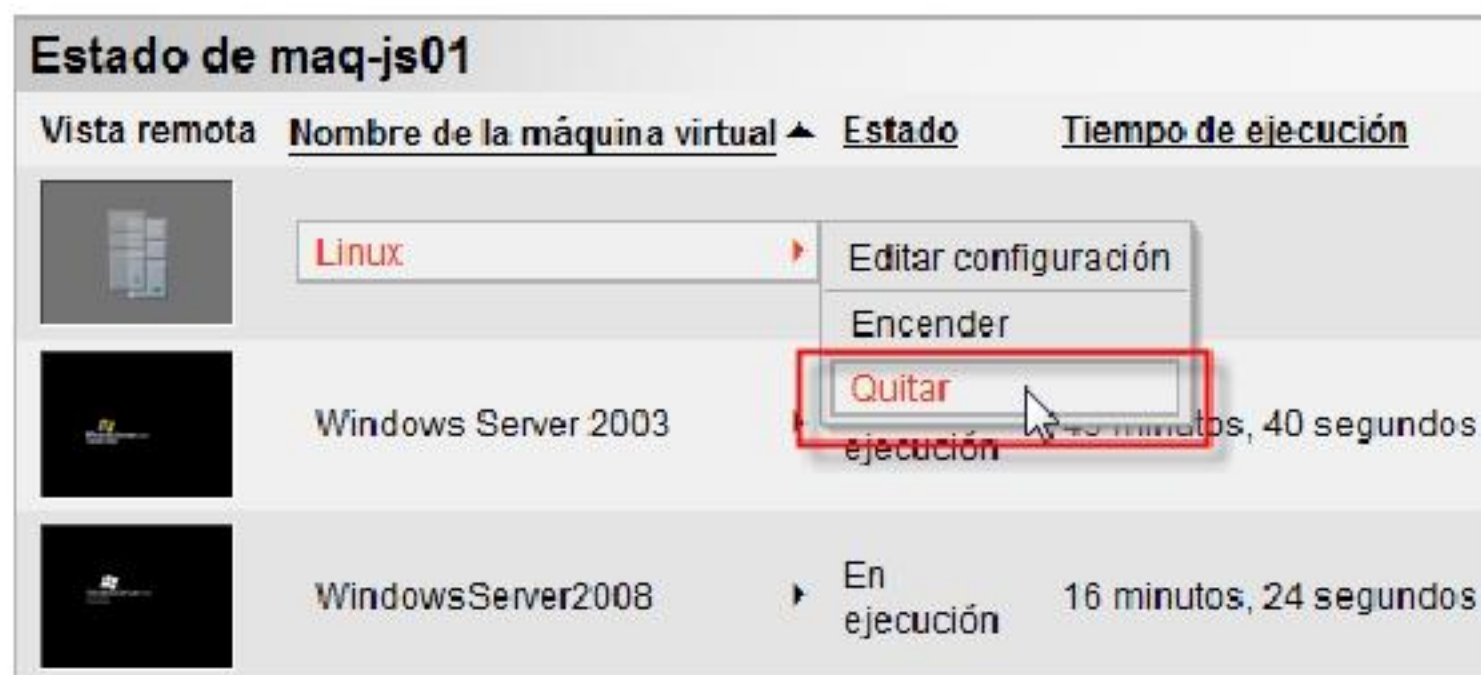 Estado de maq-js01
Vista remota Nombre de la máquina virtual Estado Tiempo de ejecución
Linux
Editar configuración
Encender
Quitar
Windows Server 2003 ejecución minutos, 40 segundos
WindowsServer2008 En ejecución 16 minutos, 24 segundos